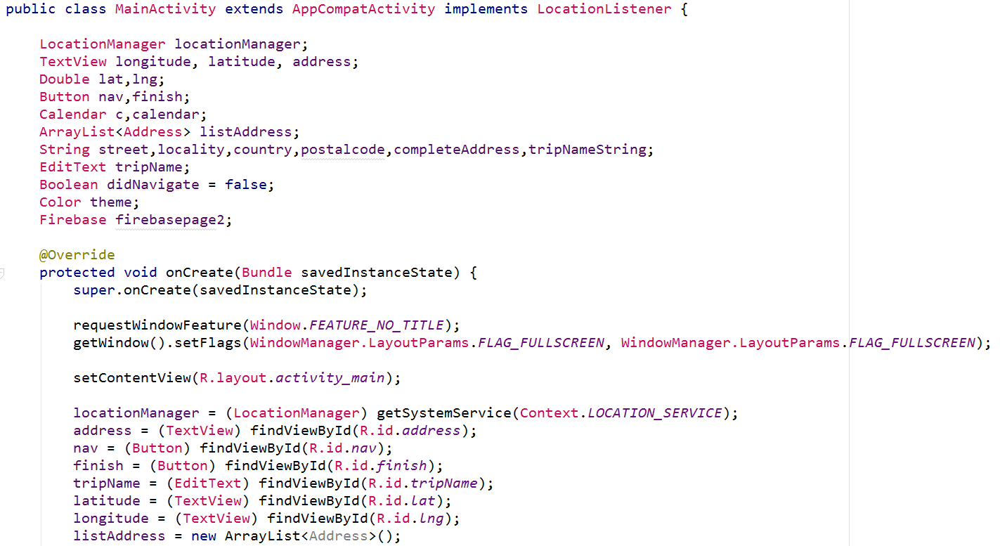 public class MainActivity extends AppCompatActivity implements LocationListener {
LocationManager locationManager;
TextView longitude, latitude, address;
Double lat,lng;
Button nav,finish;
Calendar c,calendar;
ArrayList<Address> listAddress;
String street,locality,country,postalcode,completeAddress,tripNameString;
EditText tripName;
Boolean didNavigate = false;
Color theme;
Firebase firebasepage2;
@Override
protected void onCreate(Bundle savedInstanceState) {
super.onCreate(savedInstanceState);
requestWindowFeature(Window.FEATURE_NO_TITLE);
getWindow().setFlags(WindowManager.LayoutParams.FLAG_FULLSCREEN, WindowManager.LayoutParams.FLAG_FULLSCREEN);
setContentView(R.layout.activity_main);
locationManager = (LocationManager) getSystemService(Context.LOCATION_SERVICE);
address = (TextView) findViewById(R.id.address);
nav = (Button) findViewById(R.id.nav);
finish = (Button) findViewById(R.id.finish);
tripName = (EditText) findViewById(R.id.tripName);
latitude = (TextView) findViewById(R.id.lat);
longitude = (TextView) findViewById(R.id.lng);
listAddress = new ArrayList<Address>();